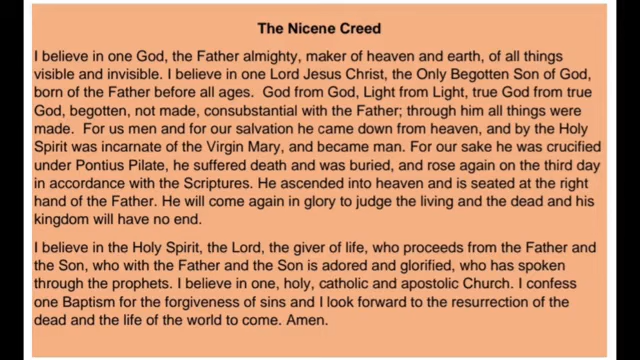 The Nicene Creed
I believe in one God, the Father almighty, maker of heaven and earth, of all things
visible and invisible. I believe in one Lord Jesus Christ, the Only Begotten Son of God,
born of the Father before all ages. God from God, Light from Light, true God from true
God, begotten, not made, consubstantial with the Father; through him all things were
made. For us men and for our salvation he came down from heaven, and by the Holy
Spirit was incarnate of the Virgin Mary, and became man. For our sake he was crucified
under Pontius Pilate, he suffered death and was buried, and rose again on the third day
in accordance with the Scriptures. He ascended into heaven and is seated at the right
hand of the Father. He will come again in glory to judge the living and the dead and his
kingdom will have no end.
I believe in the Holy Spirit, the Lord, the giver of life, who proceeds from the Father and
the Son, who with the Father and the Son is adored and glorified, who has spoken
through the prophets. I believe in one, holy, catholic and apostolic Church. I confess
one Baptism for the forgiveness of sins and I look forward to the resurrection of the
dead and the life of the world to come. Amen.